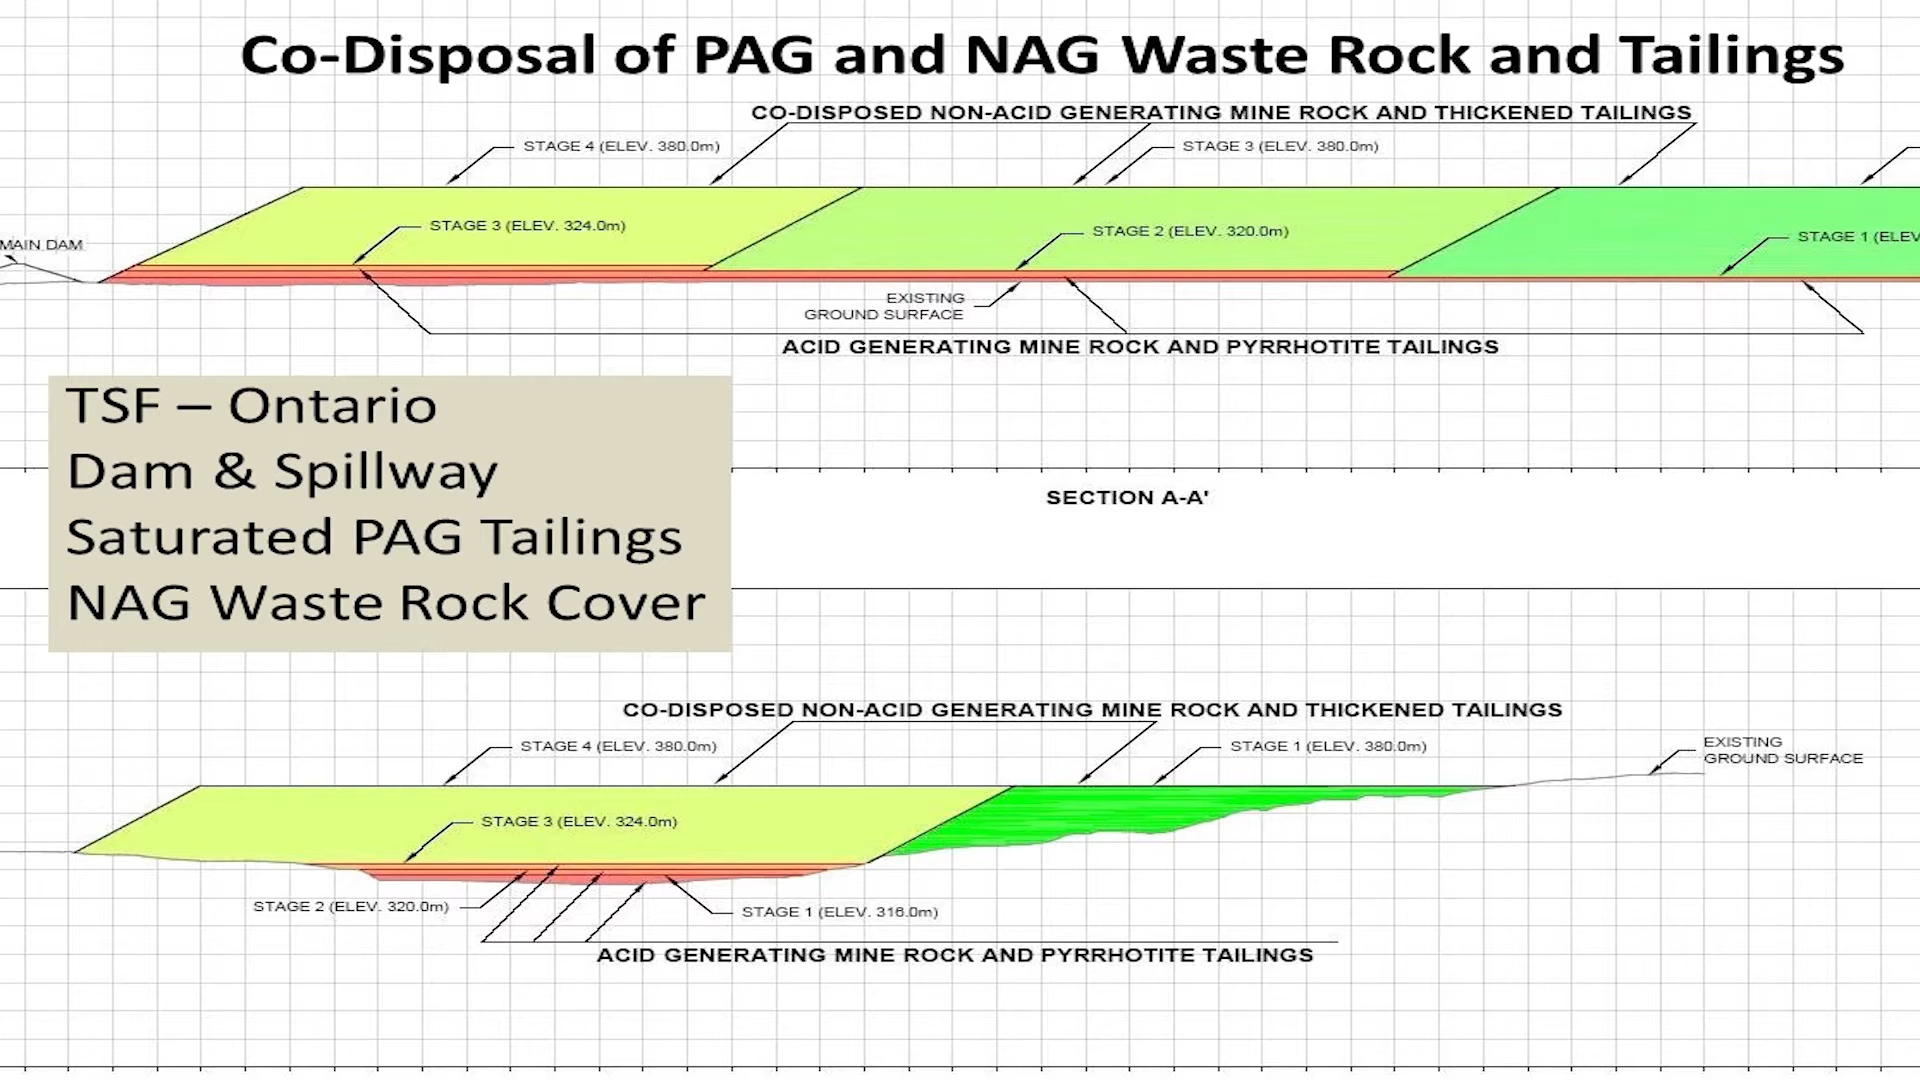 Co-Disposal of PAG and NAG Waste Rock and Tailings
CO-DISPOSED NON-ACID GENERATING MINE ROCK AND THICKENED TAILINGS
STAGE 4 (ELEV. 380.0m)
STAGE 3 (ELEV. 380.0m)
STAGE 3 (ELEV. 324.0m)
STAGE 2 (ELEV. 320.0m)
STAGE 1 (ELEV
MAIN DAM
EXISTING
GROUND SURFACE
ACID GENERATING MINE ROCK AND PYRRHOTITE TAILINGS
TSF – Ontario
Dam & Spillway
Saturated PAG Tailings
NAG Waste Rock Cover
SECTION A-A'
CO-DISPOSED NON-ACID GENERATING MINE ROCK AND THICKENED TAILINGS
STAGE 4 (ELEV. 380.0m)
STAGE 1 (ELEV. 380.0m)
EXISTING
GROUND SURFACE
STAGE 3 (ELEV. 324.0m)
STAGE 2 (ELEV. 320.0m)
STAGE 1 (ELEV. 316.0m)
ACID GENERATING MINE ROCK AND PYRRHOTITE TAILINGS